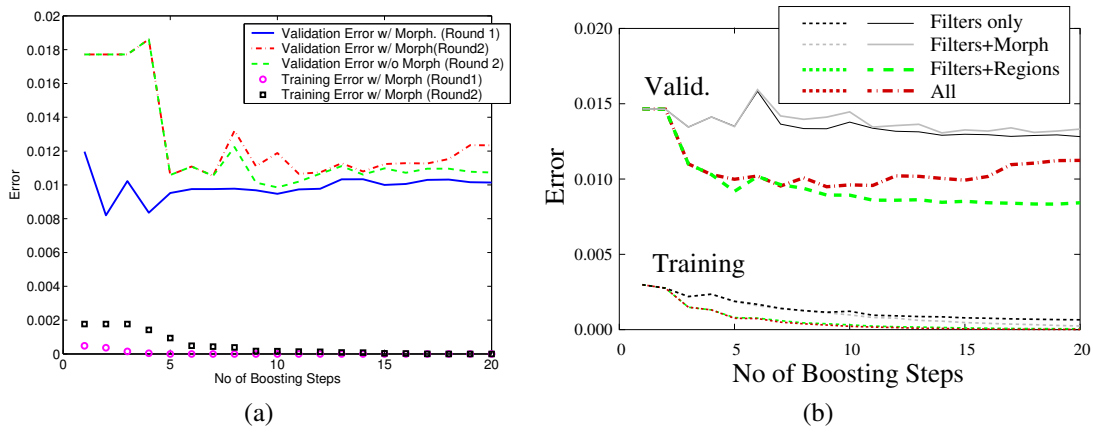 0.02
0.018
0.016
0.014
0.012
0.01
0.008
0.006
0.004
0.002
0
Error
Validation Error w/ Morph. (Round 1)
Validation Error w/ Morph(Round2)
Validation Error w/o Morph (Round 2)
Training Error w/ Morph (Round1)
Training Error w/ Morph (Round2)
0 5 10 15 20
No of Boosting Steps
(a)
0.020
0.015
0.010
0.005
0.000
Error
Filters only
Filters+Morph
Filters+Regions
All
Valid.
Training
0 5 10 15 20
No of Boosting Steps
(b)